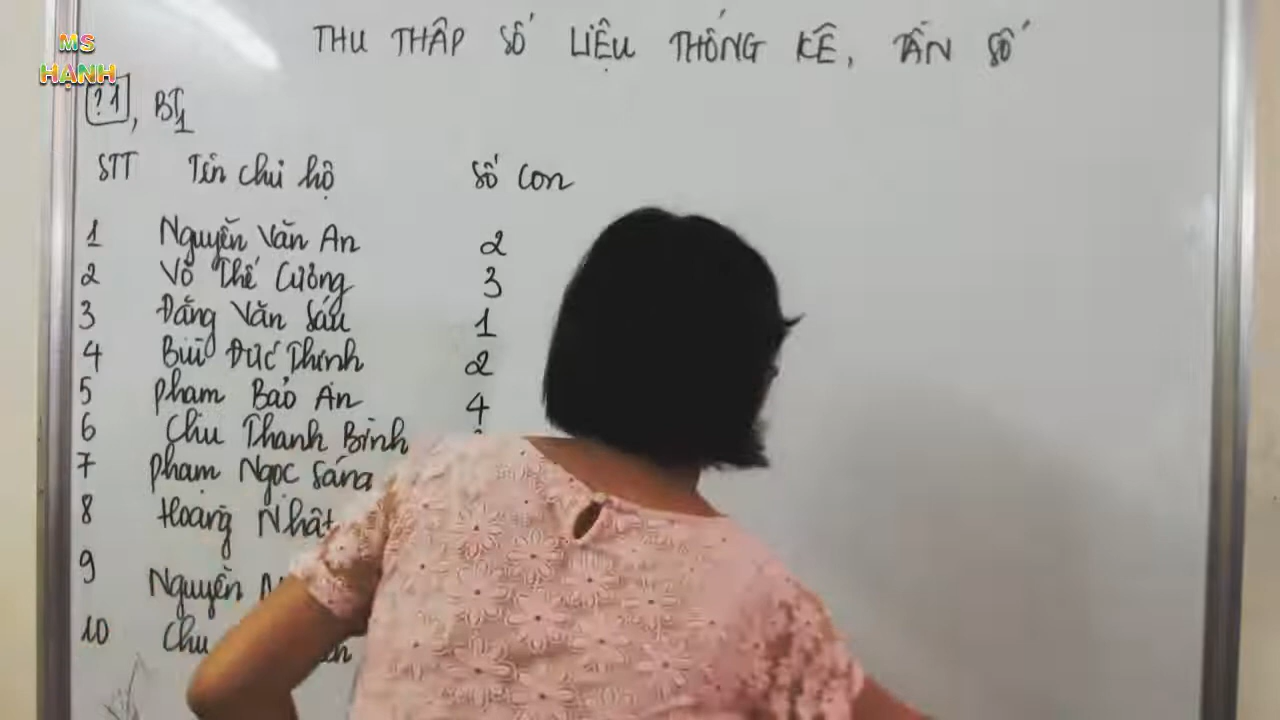 MS
HẠNH
THU THẬP SỐ LIỆU THỐNG KÊ, TẦN SỐ
?1, BT1
STT Tên chủ hộ Số con
1 Nguyễn Văn An 2
2 Võ Thế Cường 3
3 Đặng Văn Sáu 1
4 Bùi Đức Thịnh 2
5 Phạm Bảo Ân 4
6 Chu Thanh Bình
7 Phạm Ngọc Sáng
8 Hoàng Nhật
9 Nguyễn
10 Chu